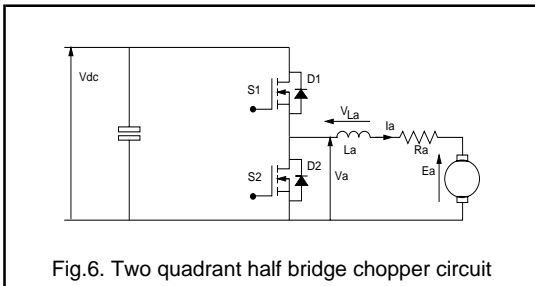 Vdc
S1
D1
S2
D2
VLa
La
Ia
Ra
Va
Ea
Fig.6. Two quadrant half bridge chopper circuit